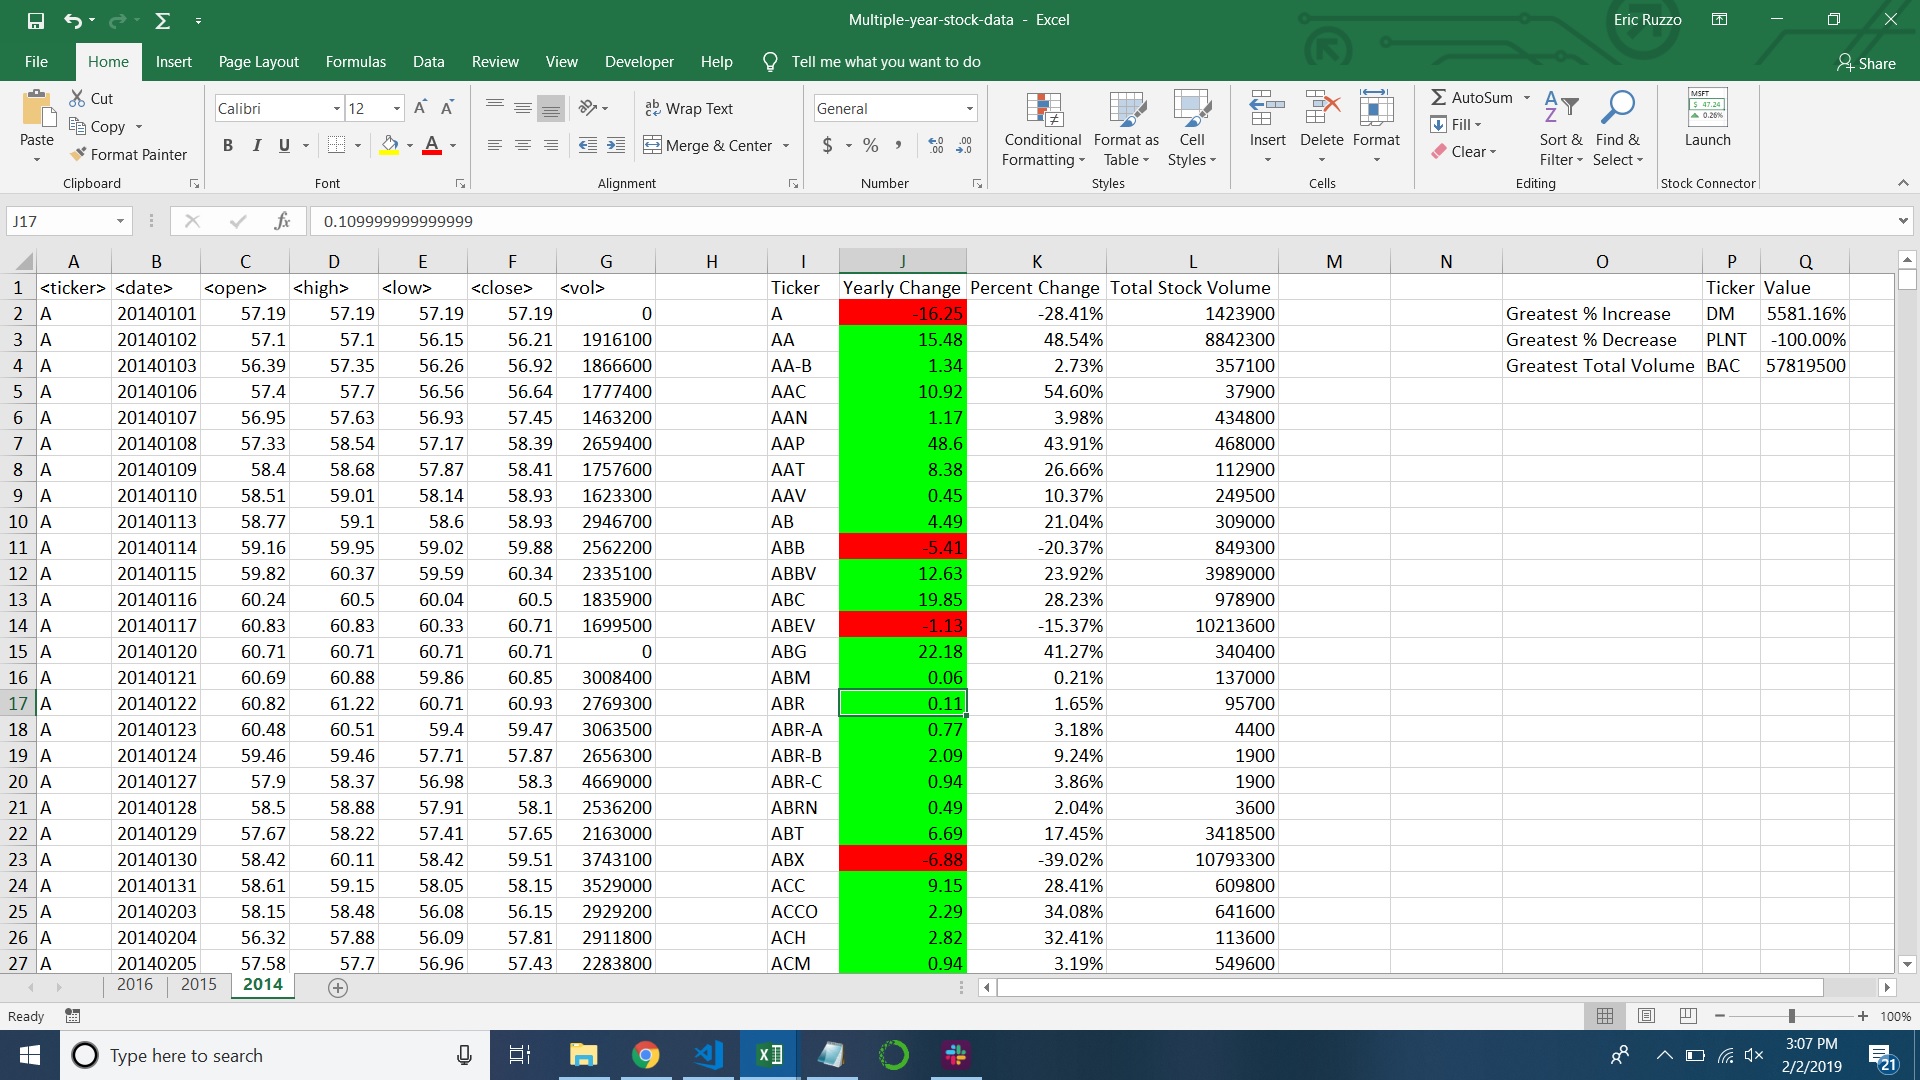 Multiple-year-stock-data - Excel
Eric Ruzzo
File Home Insert Page Layout Formulas Data Review View Developer Help Tell me what you want to do Share
Paste
Cut
Copy
Format Painter
Clipboard
Calibri 12
B I U
Font
Wrap Text
Merge & Center
Alignment
General
$ % ,
Number
Conditional Formatting
Format as Table
Cell Styles
Styles
Insert Delete Format
Cells
AutoSum
Fill
Clear
Sort & Filter
Find & Select
Editing
MSFT
$ 47.24
0.26%
Launch
Stock Connector
J17 fx 0.109999999999999
A B C D E F G H I J K L M N O P Q
1 <ticker> <date> <open> <high> <low> <close> <vol> Ticker Yearly Change Percent Change Total Stock Volume Ticker Value
2 A 20140101 57.19 57.19 57.19 57.19 0 A -16.25 -28.41% 1423900 Greatest % Increase DM 5581.16%
3 A 20140102 57.1 57.1 56.15 56.21 1916100 AA 15.48 48.54% 8842300 Greatest % Decrease PLNT -100.00%
4 A 20140103 56.39 57.35 56.26 56.92 1866600 AA-B 1.34 2.73% 357100 Greatest Total Volume BAC 57819500
5 A 20140106 57.4 57.7 56.56 56.64 1777400 AAC 10.92 54.60% 37900
6 A 20140107 56.95 57.63 56.93 57.45 1463200 AAN 1.17 3.98% 434800
7 A 20140108 57.33 58.54 57.17 58.39 2659400 AAP 48.6 43.91% 468000
8 A 20140109 58.4 58.68 57.87 58.41 1757600 AAT 8.38 26.66% 112900
9 A 20140110 58.51 59.01 58.14 58.93 1623300 AAV 0.45 10.37% 249500
10 A 20140113 58.77 59.1 58.6 58.93 2946700 AB 4.49 21.04% 309000
11 A 20140114 59.16 59.95 59.02 59.88 2562200 ABB -5.41 -20.37% 849300
12 A 20140115 59.82 60.37 59.59 60.34 2335100 ABBV 12.63 23.92% 3989000
13 A 20140116 60.24 60.5 60.04 60.5 1835900 ABC 19.85 28.23% 978900
14 A 20140117 60.83 60.83 60.33 60.71 1699500 ABEV -1.13 -15.37% 10213600
15 A 20140120 60.71 60.71 60.71 60.71 0 ABG 22.18 41.27% 340400
16 A 20140121 60.69 60.88 59.86 60.85 3008400 ABM 0.06 0.21% 137000
17 A 20140122 60.82 61.22 60.71 60.93 2769300 ABR 0.11 1.65% 95700
18 A 20140123 60.48 60.51 59.4 59.47 3063500 ABR-A 0.77 3.18% 4400
19 A 20140124 59.46 59.46 57.71 57.87 2656300 ABR-B 2.09 9.24% 1900
20 A 20140127 57.9 58.37 56.98 58.3 4669000 ABR-C 0.94 3.86% 1900
21 A 20140128 58.5 58.88 57.91 58.1 2536200 ABRN 0.49 2.04% 3600
22 A 20140129 57.67 58.22 57.41 57.65 2163000 ABT 6.69 17.45% 3418500
23 A 20140130 58.42 60.11 58.42 59.51 3743100 ABX -6.88 -39.02% 10793300
24 A 20140131 58.61 59.15 58.05 58.15 3529000 ACC 9.15 28.41% 609800
25 A 20140203 58.15 58.48 56.08 56.15 2929200 ACCO 2.29 34.08% 641600
26 A 20140204 56.32 57.88 56.09 57.81 2911800 ACH 2.82 32.41% 113600
27 A 20140205 57.58 57.7 56.96 57.43 2283800 ACM 0.94 3.19% 549600
2016 2015 2014
Ready 100%
Type here to search
3:07 PM
2/2/2019
21